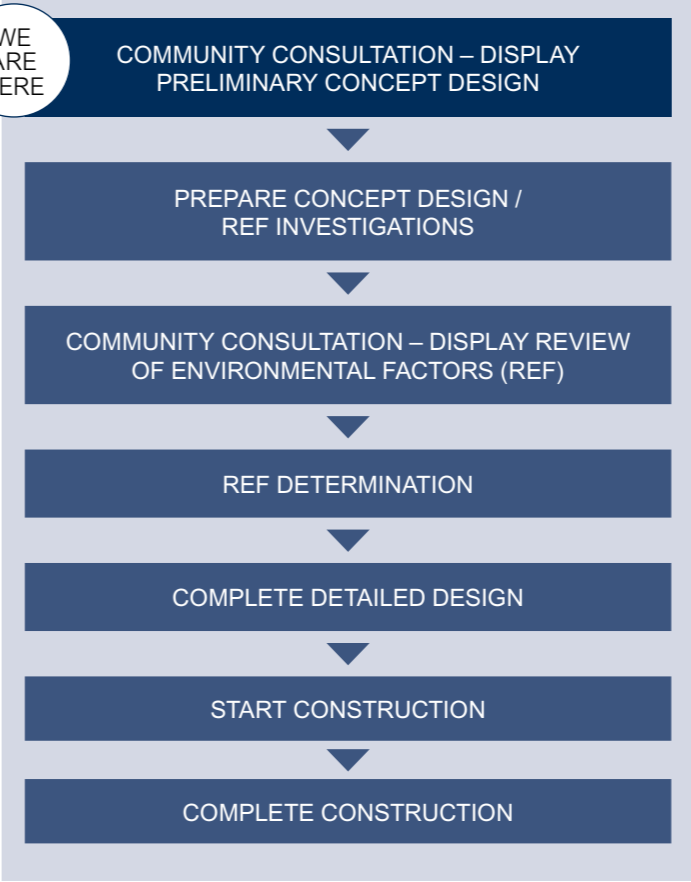 WE
ARE
HERE
COMMUNITY CONSULTATION – DISPLAY
PRELIMINARY CONCEPT DESIGN
PREPARE CONCEPT DESIGN /
REF INVESTIGATIONS
COMMUNITY CONSULTATION – DISPLAY REVIEW
OF ENVIRONMENTAL FACTORS (REF)
REF DETERMINATION
COMPLETE DETAILED DESIGN
START CONSTRUCTION
COMPLETE CONSTRUCTION